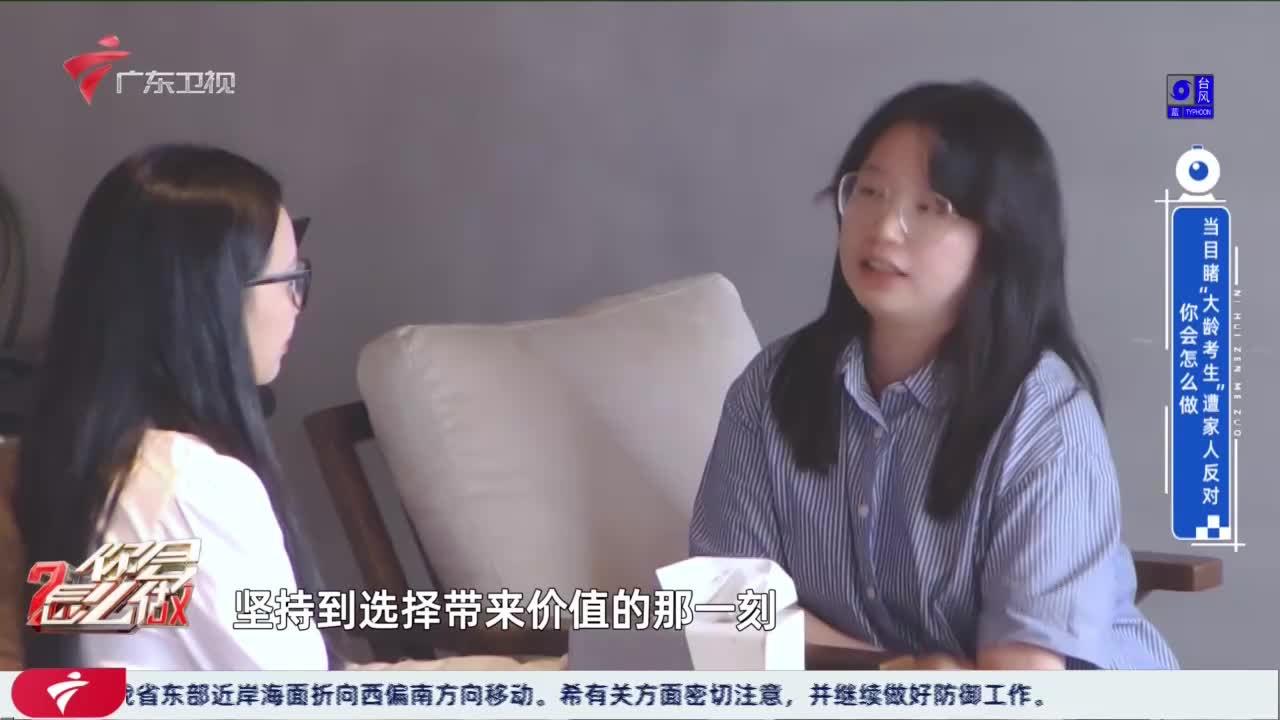 广东卫视
台风
蓝 TYPHOON
当目睹“大龄考生”遭家人反对
你会怎么做
NI HUI ZEN ME ZUO
你会
怎么做
?
坚持到选择带来价值的那一刻
省东部近岸海面折向西偏南方向移动。希有关方面密切注意，并继续做好防御工作。